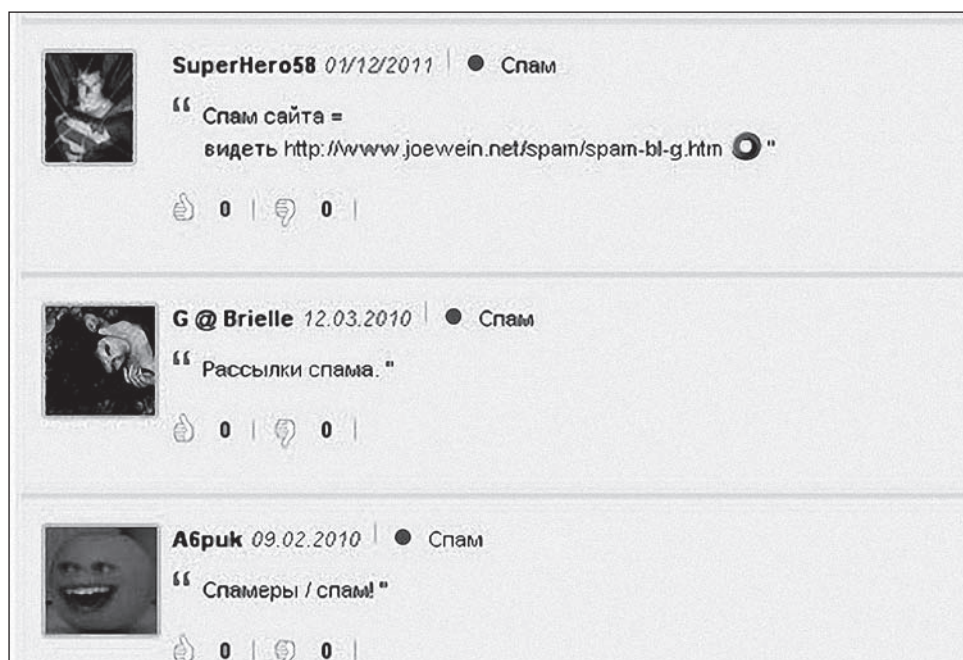 SuperHero58 01/12/2011 | ● Спам
“ Спам сайта =
видеть http://www.joewein.net/spam/spam-bl-g.htm "
0 | 0 |
G @ Brielle 12.03.2010 | ● Спам
“ Рассылки спама. "
0 | 0 |
A6puk 09.02.2010 | ● Спам
“ Спамеры / спам! "
0 | 0 |